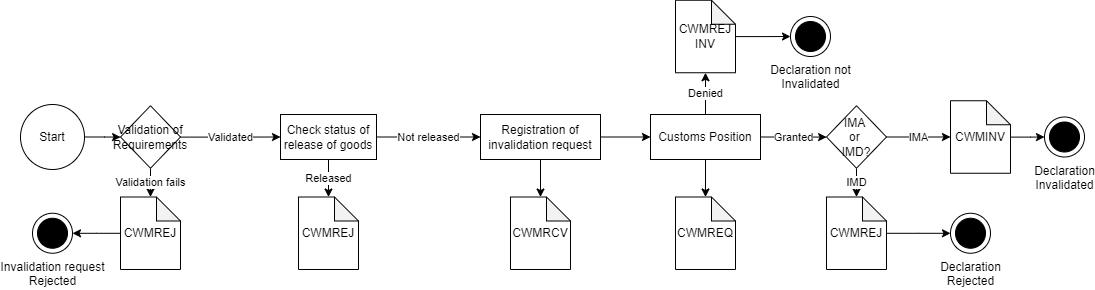 CWMREJ
INV
Declaration not
Invalidated
Denied
Start
Validation of
Requirements
Validated
Check status of
release of goods
Not released
Registration of
invalidation request
Customs Position
Granted
IMA
or
IMD?
IMA
CWMINV
Declaration
Invalidated
Validation fails
Released
IMD
CWMREJ
Invalidation request
Rejected
CWMREJ
CWMRCV
CWMREQ
CWMREJ
Declaration
Rejected